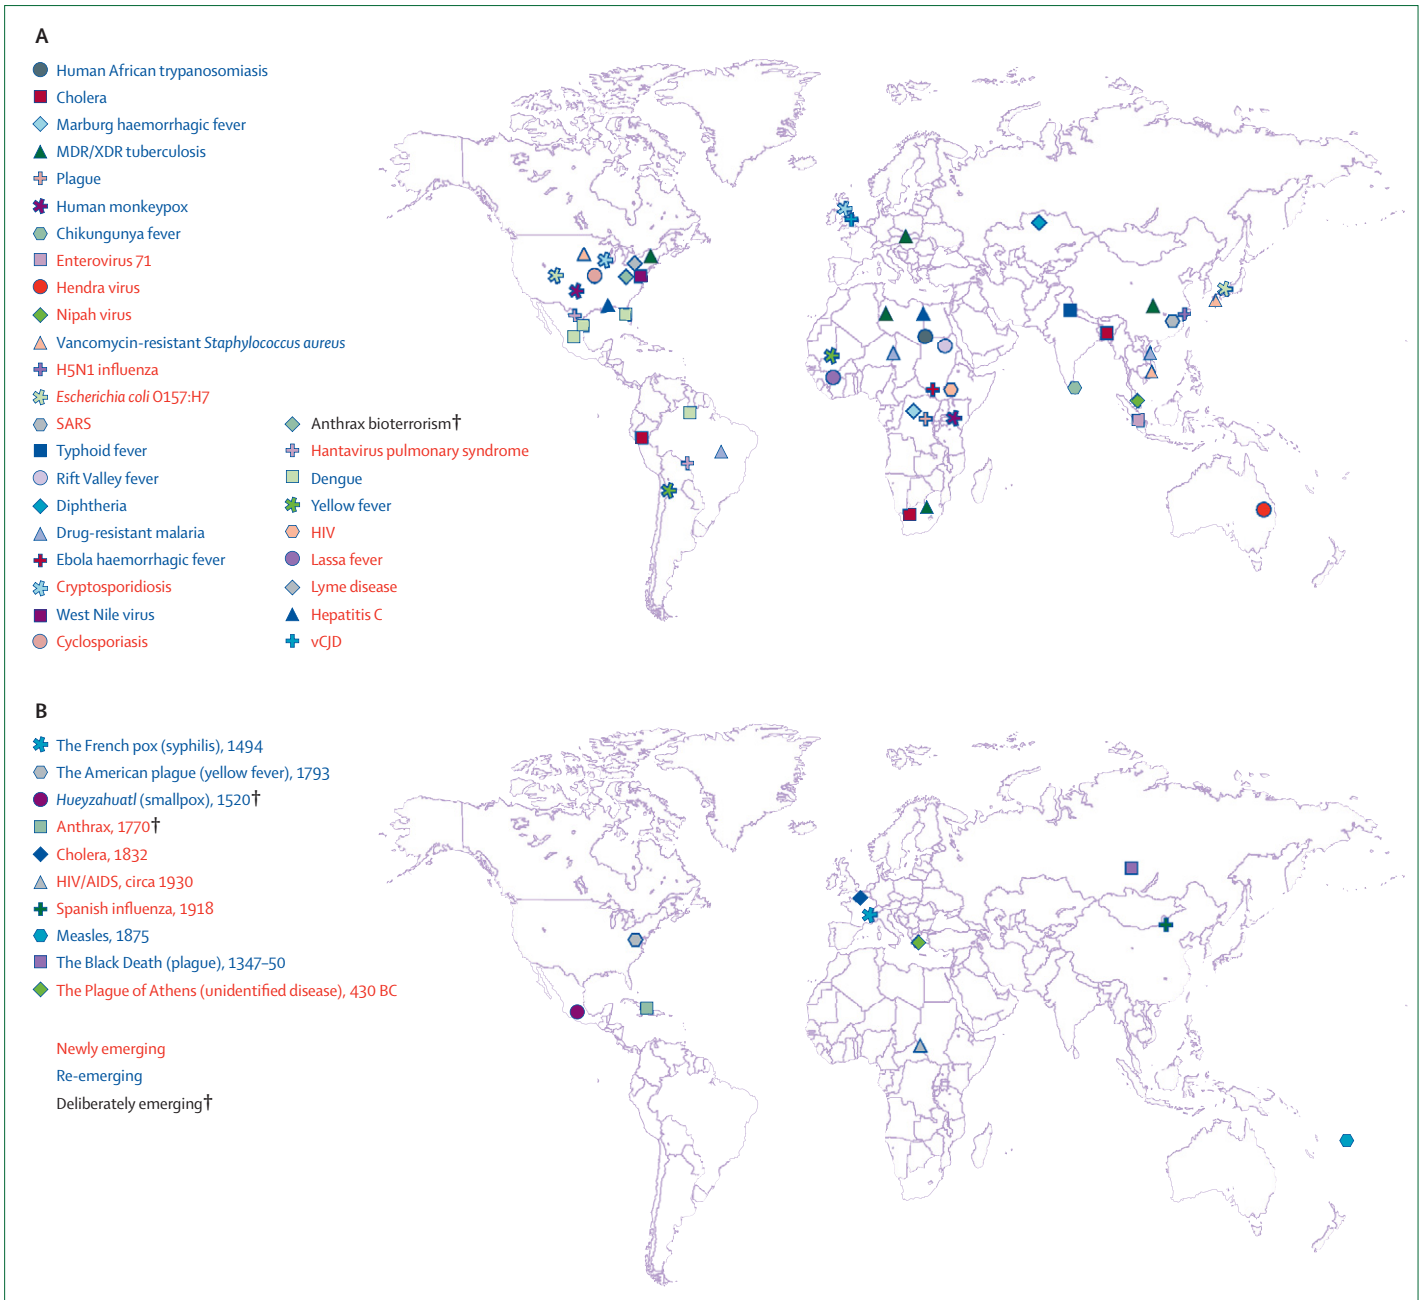 A
Human African trypanosomiasis
Cholera
Marburg haemorrhagic fever
MDR/XDR tuberculosis
Plague
Human monkeypox
Chikungunya fever
Enterovirus 71
Hendra virus
Nipah virus
Vancomycin-resistant Staphylococcus aureus
H5N1 influenza
Escherichia coli O157:H7
SARS
Typhoid fever
Rift Valley fever
Diphtheria
Drug-resistant malaria
Ebola haemorrhagic fever
Cryptosporidiosis
West Nile virus
Cyclosporiasis
Anthrax bioterrorism†
Hantavirus pulmonary syndrome
Dengue
Yellow fever
HIV
Lassa fever
Lyme disease
Hepatitis C
vCJD
B
The French pox (syphilis), 1494
The American plague (yellow fever), 1793
Hueyzahuatl (smallpox), 1520†
Anthrax, 1770†
Cholera, 1832
HIV/AIDS, circa 1930
Spanish influenza, 1918
Measles, 1875
The Black Death (plague), 1347–50
The Plague of Athens (unidentified disease), 430 BC
Newly emerging
Re-emerging
Deliberately emerging†